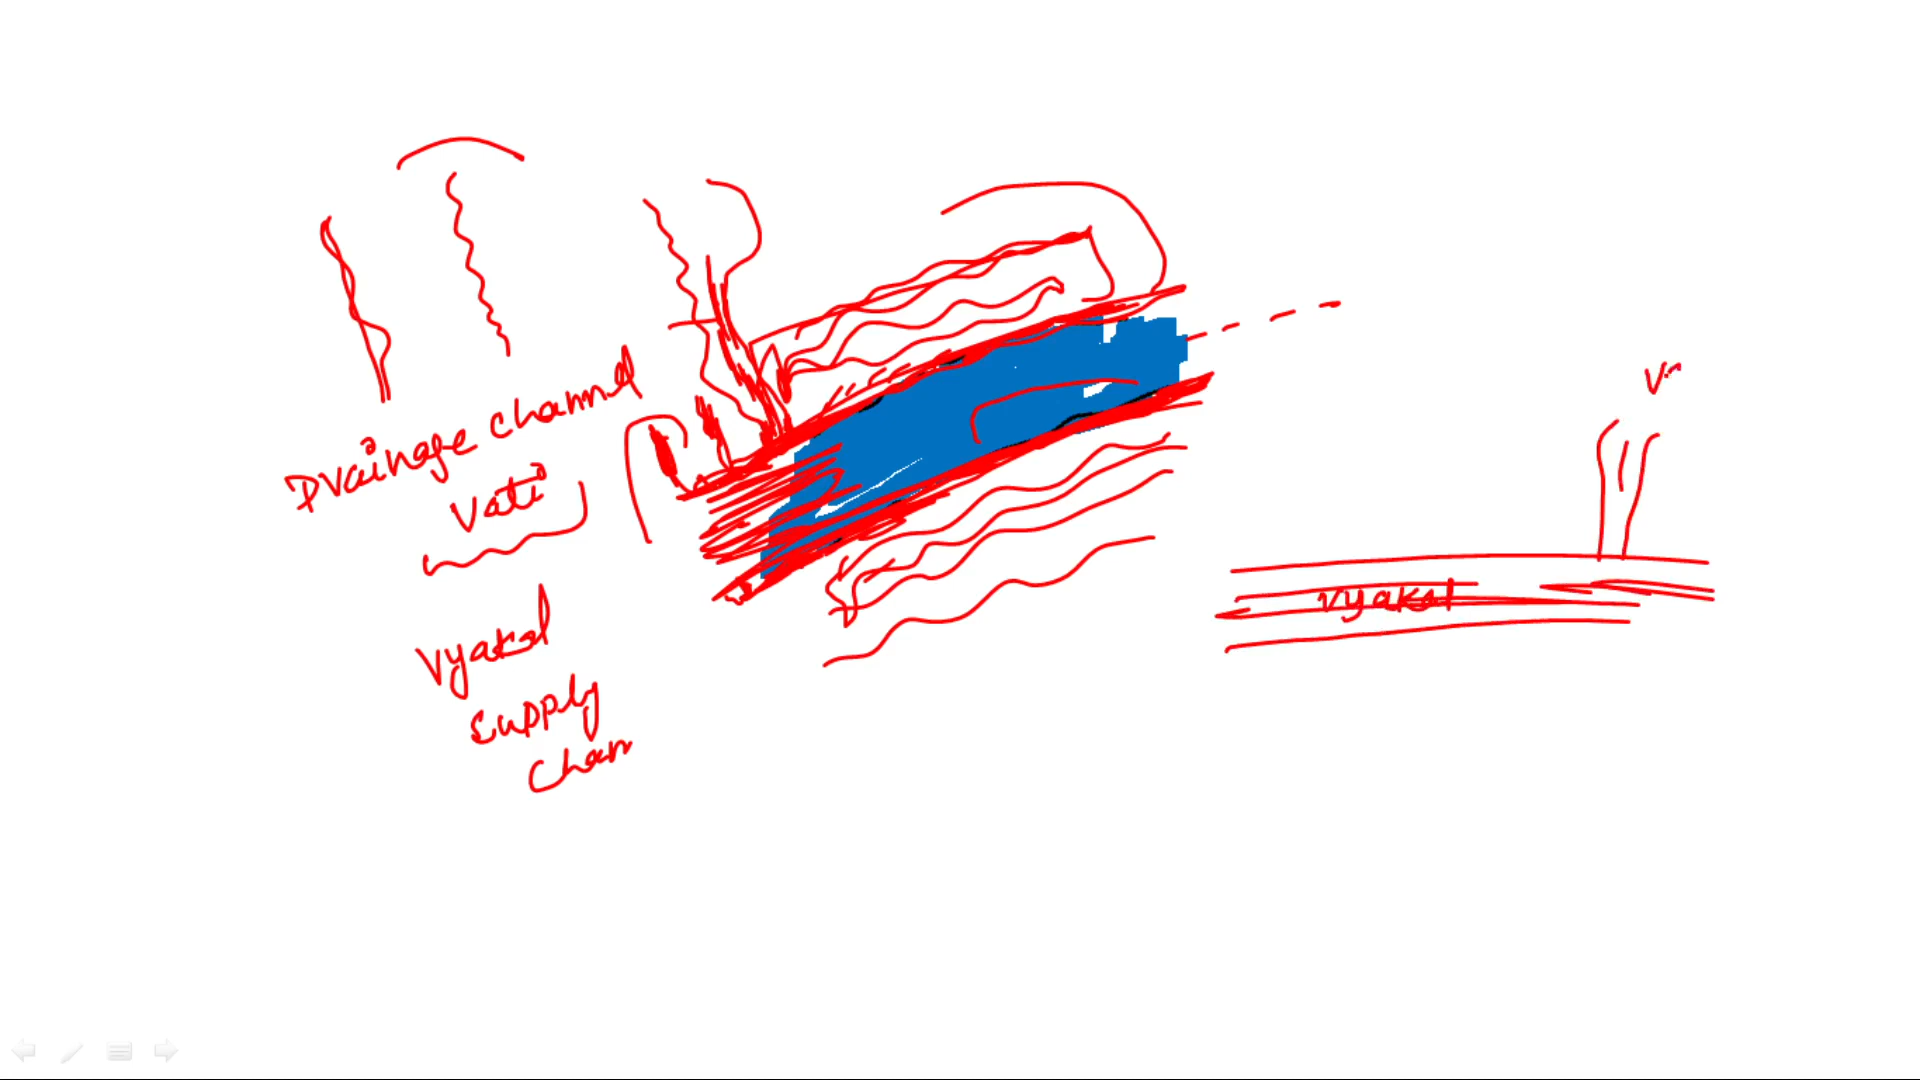 Drainage channel
Vati
Vyakal
supply
chan
vyakal
V